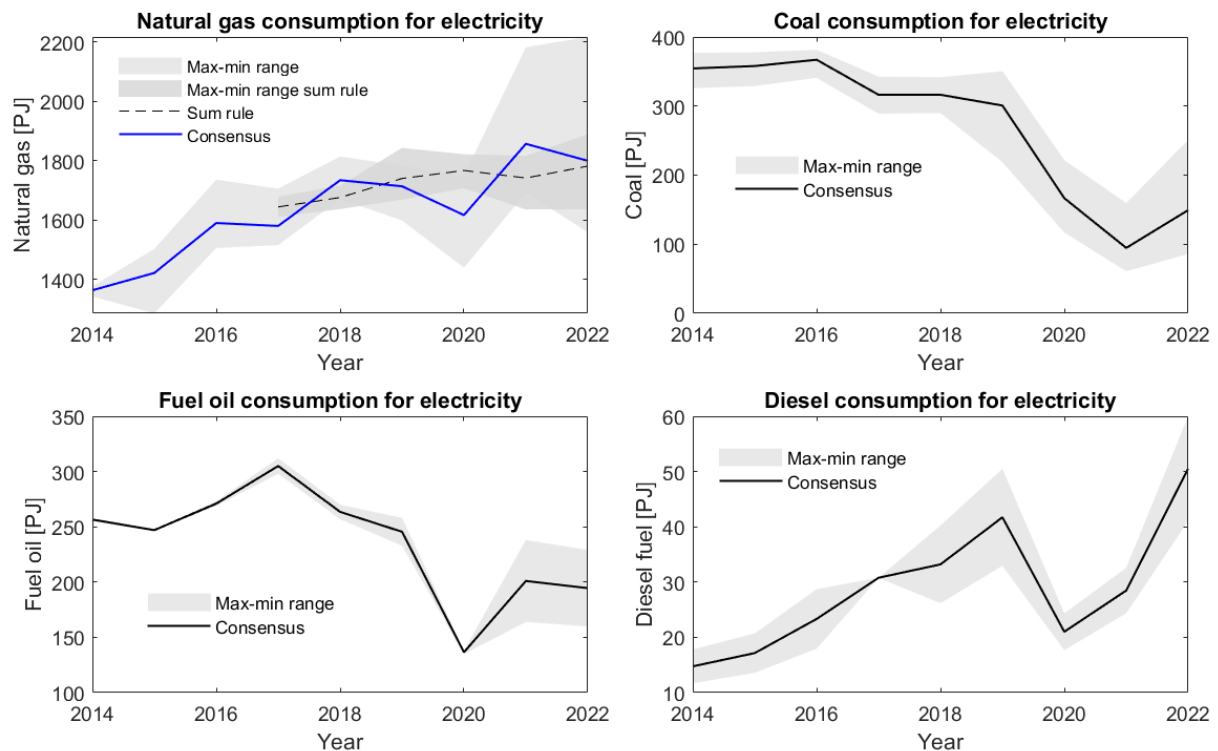 Natural gas consumption for electricity
2200
2000
1800
1600
1400
Natural gas [PJ]
Max-min range
Max-min range sum rule
Sum rule
Consensus
2014 2016 2018 2020 2022
Year
Coal consumption for electricity
400
300
200
100
0
Coal [PJ]
Max-min range
Consensus
2014 2016 2018 2020 2022
Year
Fuel oil consumption for electricity
350
300
250
200
150
100
Fuel oil [PJ]
Max-min range
Consensus
2014 2016 2018 2020 2022
Year
Diesel consumption for electricity
60
50
40
30
20
10
0
Diesel fuel [PJ]
Max-min range
Consensus
2014 2016 2018 2020 2022
Year